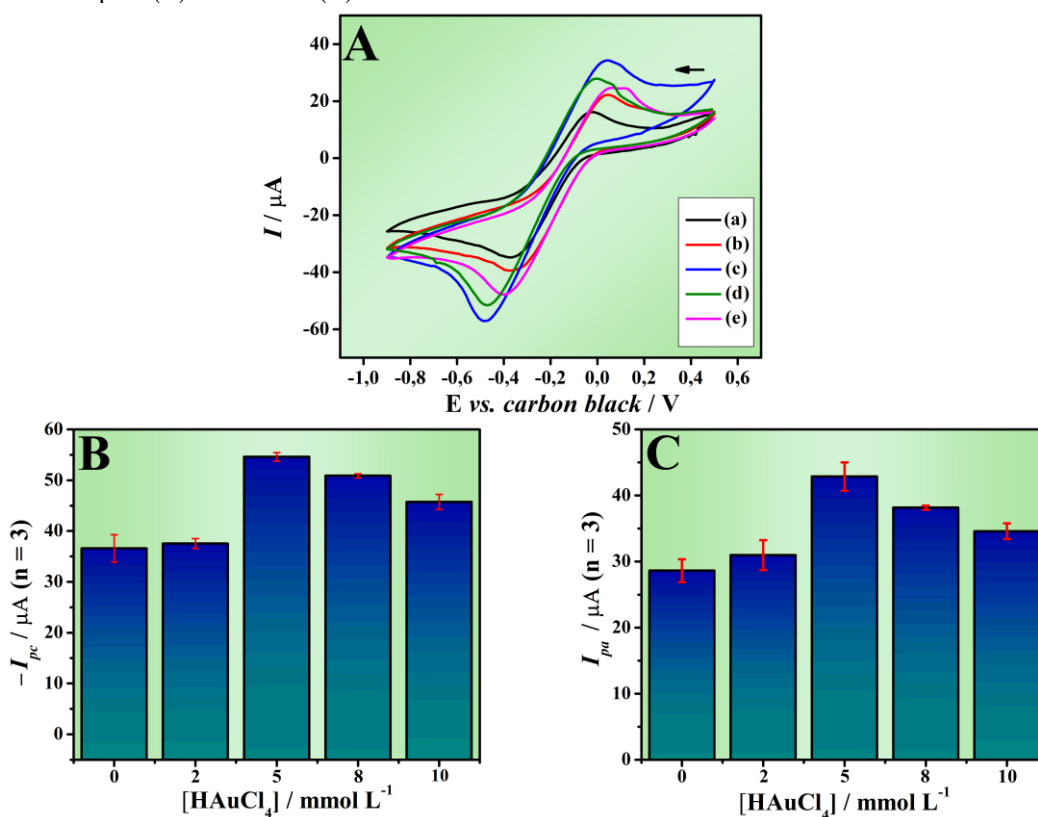 A
40
20
0
-20
-40
-60
I / μA
(a)
(b)
(c)
(d)
(e)
-1,0 -0,8 -0,6 -0,4 -0,2 0,0 0,2 0,4 0,6
E vs. carbon black / V
B
60
50
40
30
20
10
0
−I pc / μA (n = 3)
0 2 5 8 10
[HAuCl4] / mmol L-1
C
50
40
30
20
10
0
I pa / μA (n = 3)
0 2 5 8 10
[HAuCl4] / mmol L-1